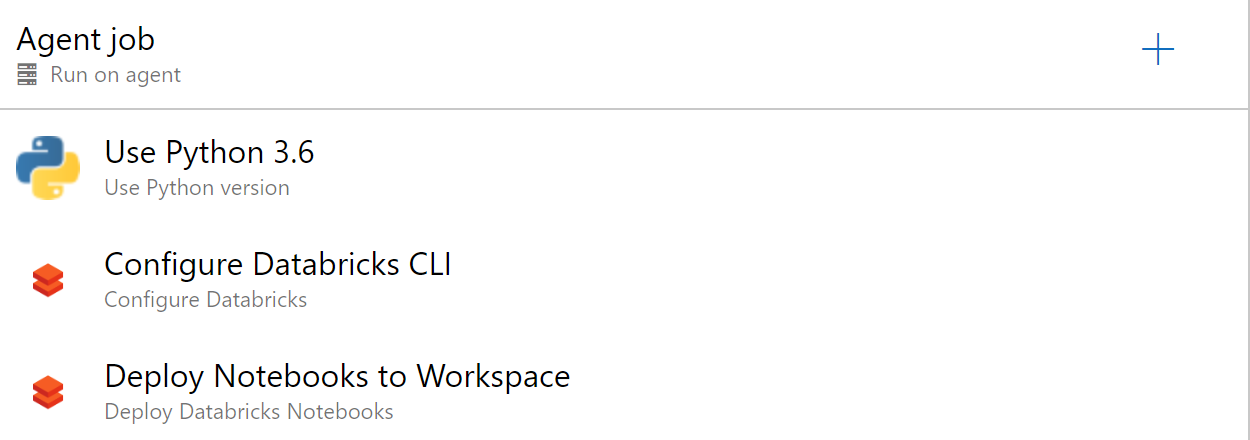 Agent job
Run on agent
Use Python 3.6
Use Python version
Configure Databricks CLI
Configure Databricks
Deploy Notebooks to Workspace
Deploy Databricks Notebooks